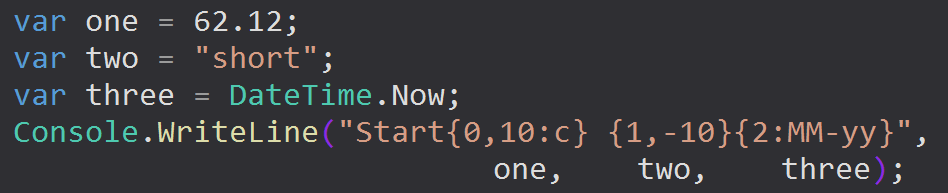 var one = 62.12;
var two = "short";
var three = DateTime.Now;
Console.WriteLine("Start{0,10:c} {1,-10}{2:MM-yy}",
one, two, three);